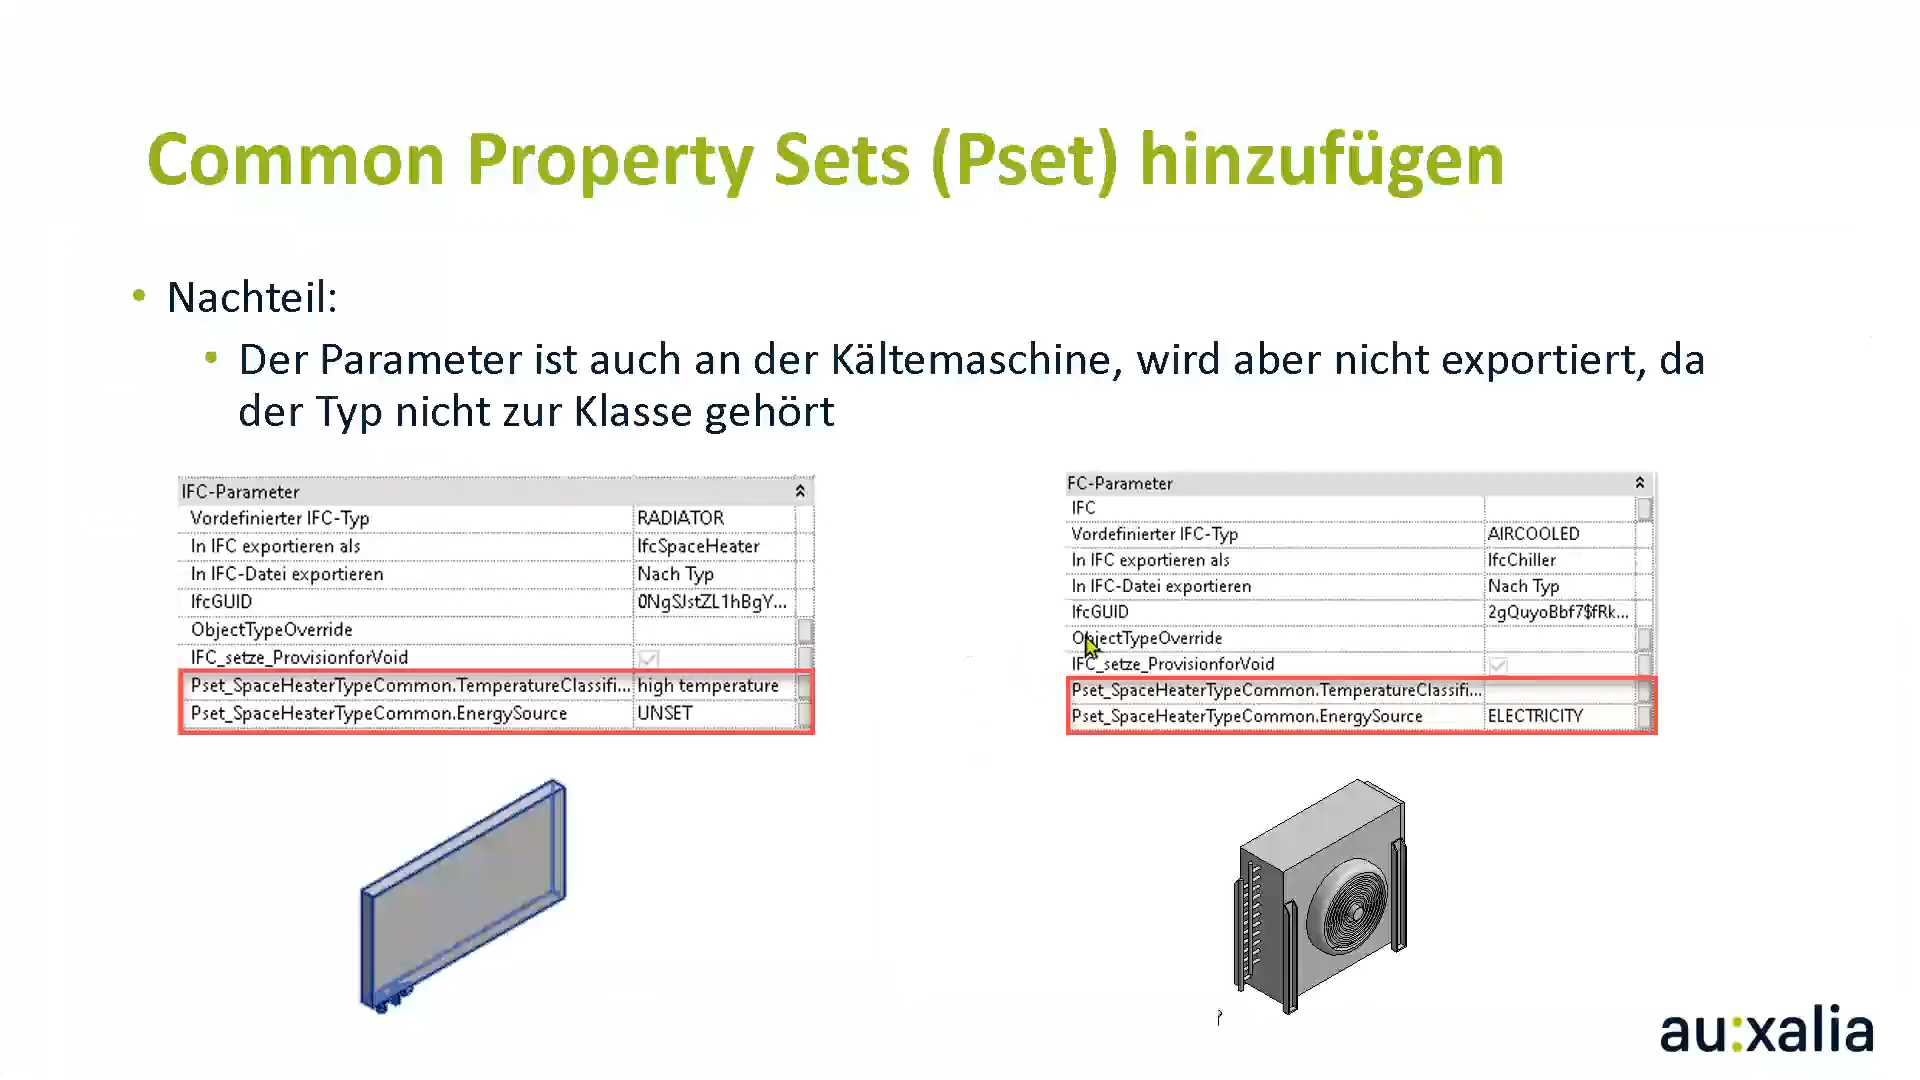 Common Property Sets (Pset) hinzufügen
• Nachteil:
• Der Parameter ist auch an der Kältemaschine, wird aber nicht exportiert, da
der Typ nicht zur Klasse gehört
IFC-Parameter
Vordefinierter IFC-Typ RADIATOR
In IFC exportieren als IfcSpaceHeater
In IFC-Datei exportieren Nach Typ
IfcGUID 0NgSJstZL1hBgY...
ObjectTypeOverride
IFC_setze_ProvisionforVoid
Pset_SpaceHeaterTypeCommon.TemperatureClassifi... high temperature
Pset_SpaceHeaterTypeCommon.EnergySource UNSET
FC-Parameter
IFC
Vordefinierter IFC-Typ AIRCOOLED
In IFC exportieren als IfcChiller
In IFC-Datei exportieren Nach Typ
IfcGUID 2gQuyoBbf7$fRk...
ObjectTypeOverride
IFC_setze_ProvisionforVoid
Pset_SpaceHeaterTypeCommon.TemperatureClassifi...
Pset_SpaceHeaterTypeCommon.EnergySource ELECTRICITY
au:xalia